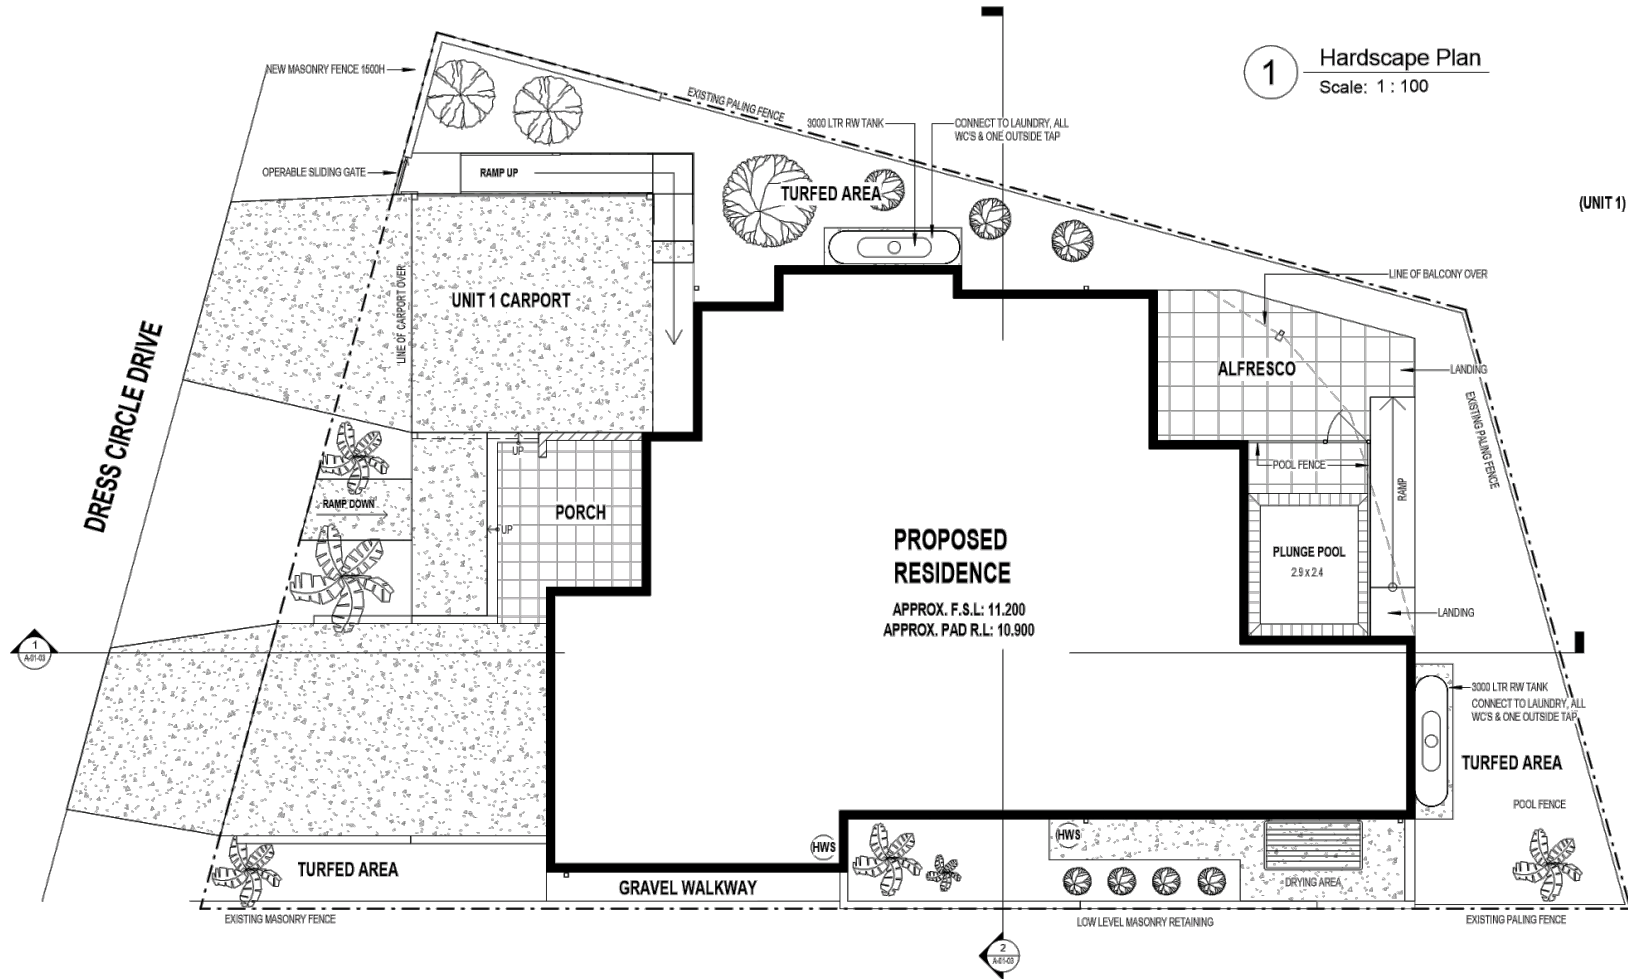 1
Hardscape Plan
Scale: 1 : 100
NEW MASONRY FENCE 1500H
EXISTING PALING FENCE
3000 LTR RW TANK
CONNECT TO LAUNDRY, ALL
WC'S & ONE OUTSIDE TAP
OPERABLE SLIDING GATE
RAMP UP
TURFED AREA
(UNIT 1)
LINE OF BALCONY OVER
UNIT 1 CARPORT
LINE OF CARPORT OVER
DRESS CIRCLE DRIVE
ALFRESCO
LANDING
EXISTING PALING FENCE
UP
POOL FENCE
RAMP
RAMP DOWN
PORCH
UP
PROPOSED
RESIDENCE
APPROX. F.S.L: 11.200
APPROX. PAD R.L: 10.900
PLUNGE POOL
2.9 x 2.4
LANDING
1
A-01-03
3000 LTR RW TANK
CONNECT TO LAUNDRY, ALL
WC'S & ONE OUTSIDE TAP
TURFED AREA
POOL FENCE
HWS
HWS
TURFED AREA
GRAVEL WALKWAY
DRYING AREA
EXISTING MASONRY FENCE
LOW LEVEL MASONRY RETAINING
EXISTING PALING FENCE
2
A-01-03